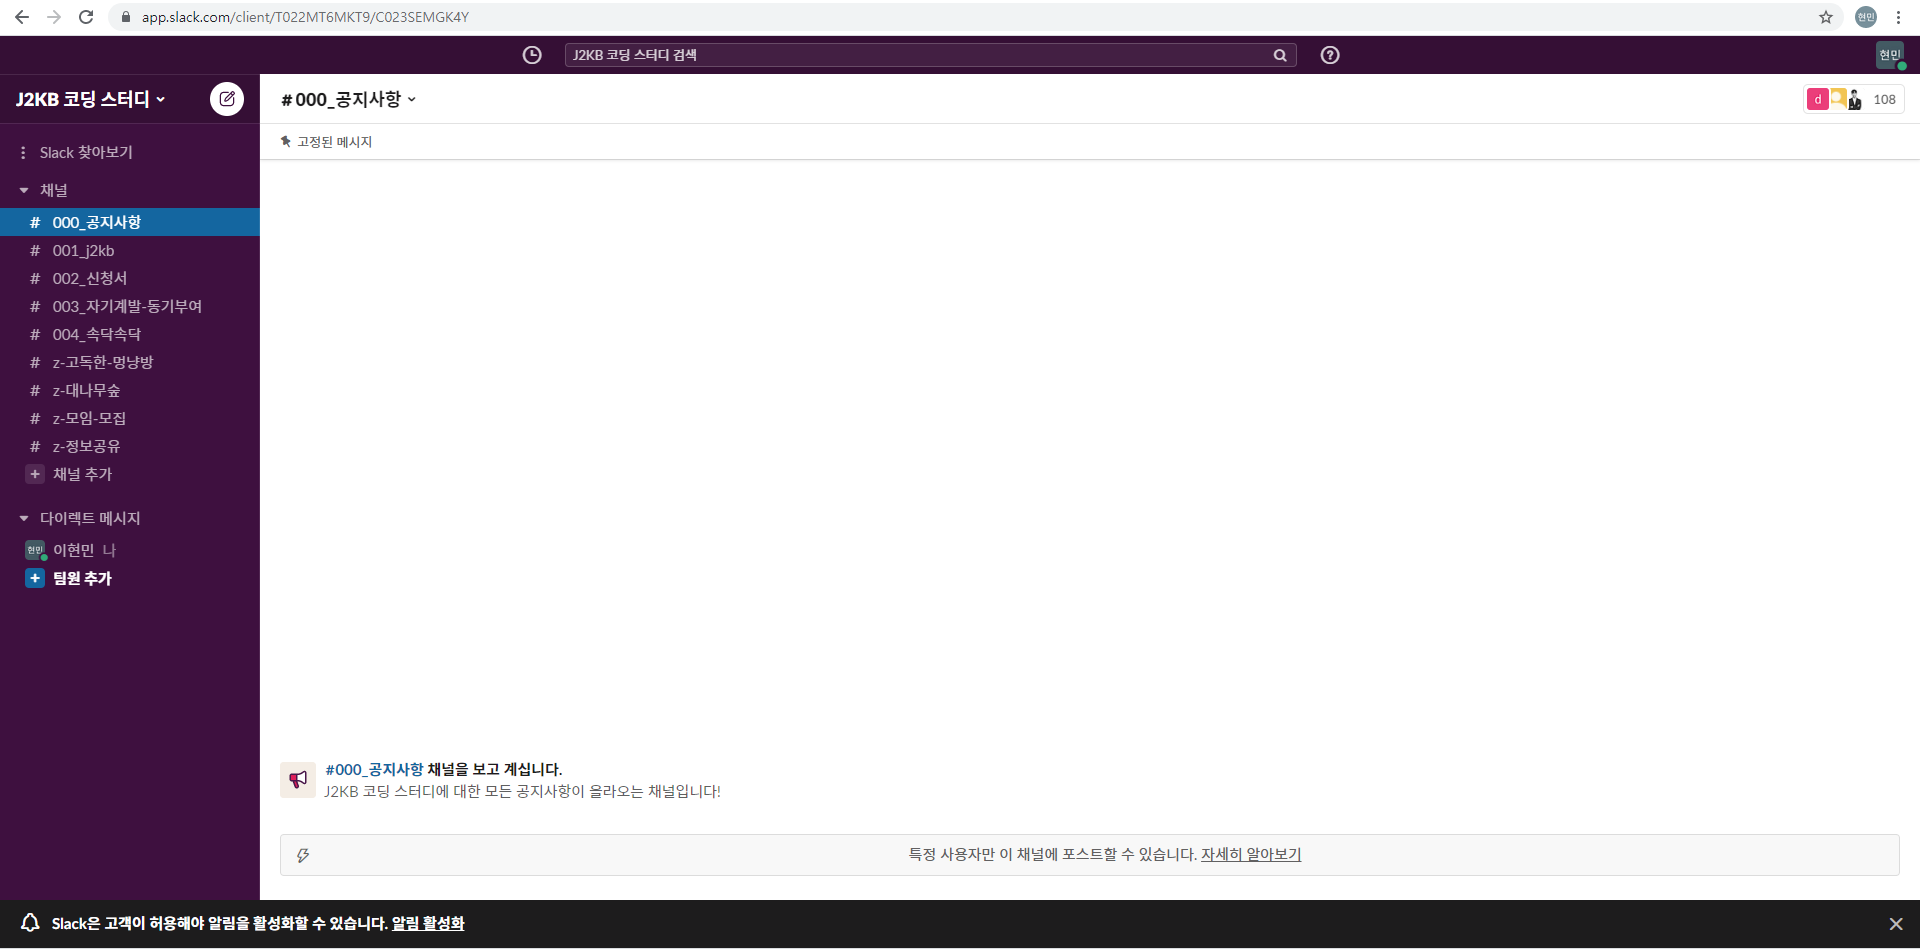 app.slack.com/client/T022MT6MKT9/C023SEMGK4Y
현민
J2KB 코딩 스터디 검색
현민
J2KB 코딩 스터디
# 000_공지사항
d
108
고정된 메시지
Slack 찾아보기
채널
# 000_공지사항
# 001_j2kb
# 002_신청서
# 003_자기계발-동기부여
# 004_속닥속닥
# z-고독한-멍냥방
# z-대나무숲
# z-모임-모집
# z-정보공유
+ 채널 추가
다이렉트 메시지
현민 이현민 나
+ 팀원 추가
#000_공지사항 채널을 보고 계십니다.
J2KB 코딩 스터디에 대한 모든 공지사항이 올라오는 채널입니다!
특정 사용자만 이 채널에 포스트할 수 있습니다. 자세히 알아보기
Slack은 고객이 허용해야 알림을 활성화할 수 있습니다. 알림 활성화